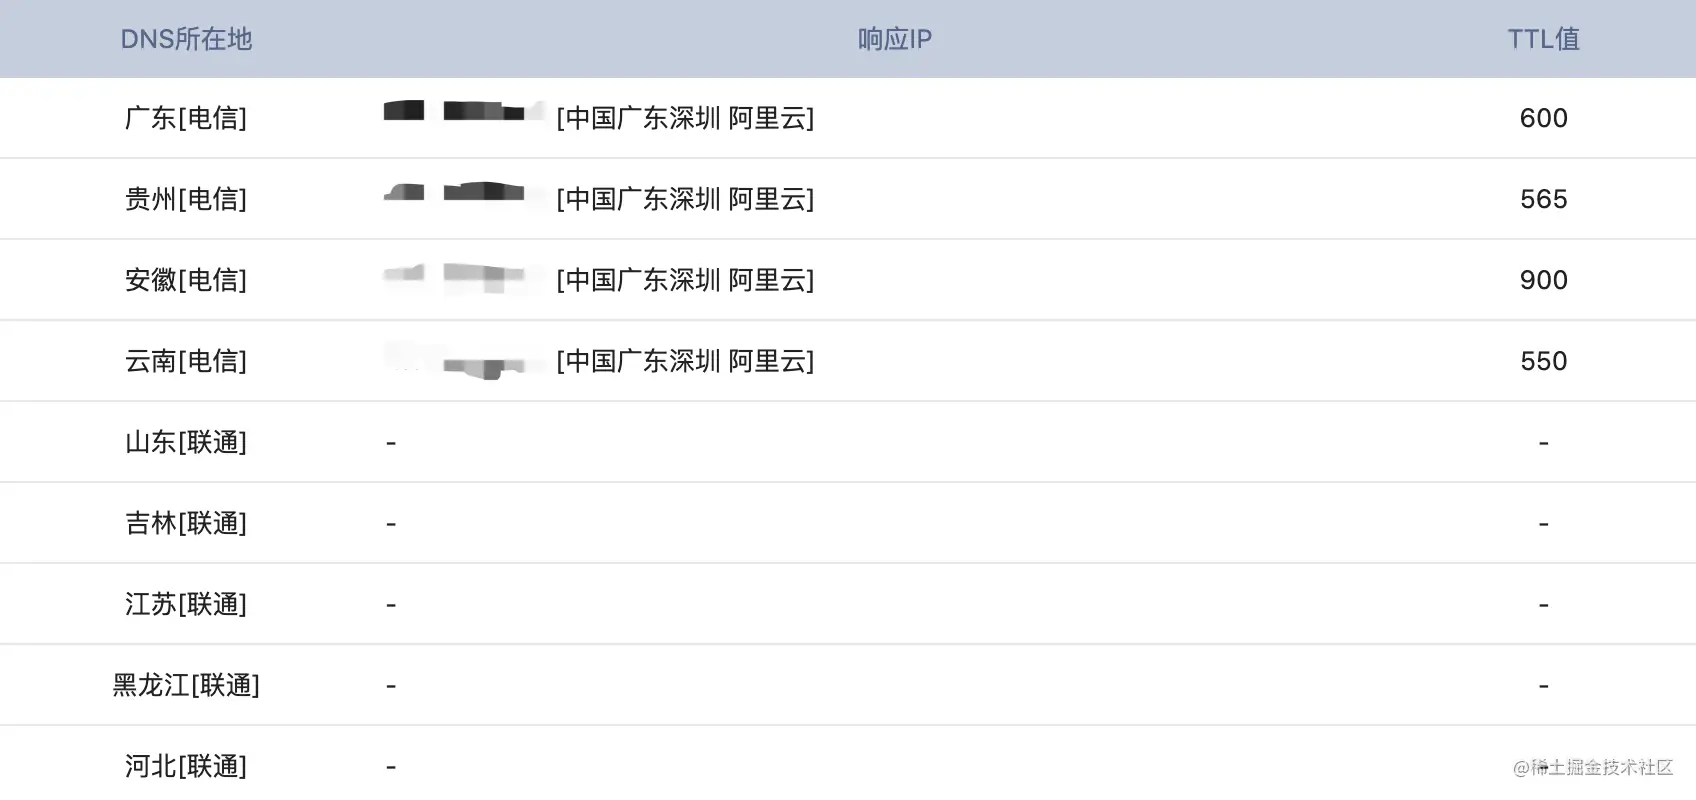 DNS所在地 响应IP TTL值
广东[电信] [中国广东深圳 阿里云] 600
贵州[电信] [中国广东深圳 阿里云] 565
安徽[电信] [中国广东深圳 阿里云] 900
云南[电信] [中国广东深圳 阿里云] 550
山东[联通] - -
吉林[联通] - -
江苏[联通] - -
黑龙江[联通] - -
河北[联通] - -
@稀土掘金技术社区